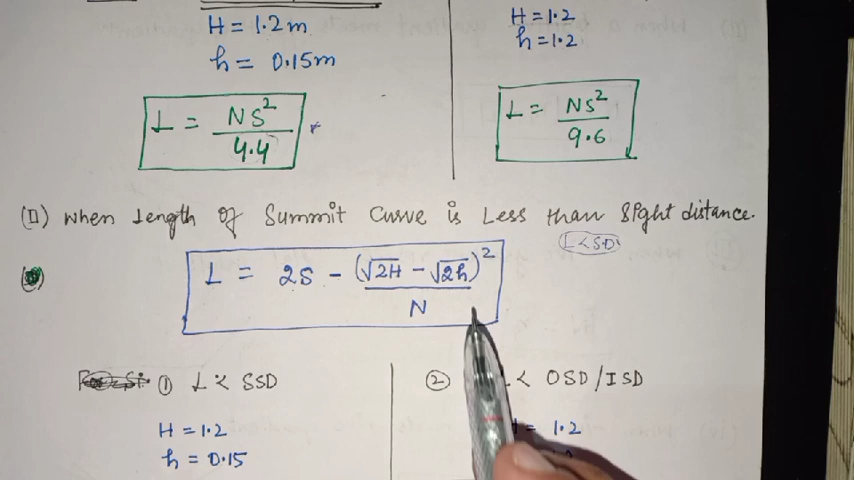 H = 1.2m
h = 0.15m
L = NS² / 4.4
H = 1.2
h = 1.2
L = NS² / 9.6
(II) when Length of Summit Curve is Less than Sight distance.
L<SD
L = 2S - (√2H - √2h)² / N
① L < SSD
H = 1.2
h = 0.15
② L < OSD/ISD
H = 1.2